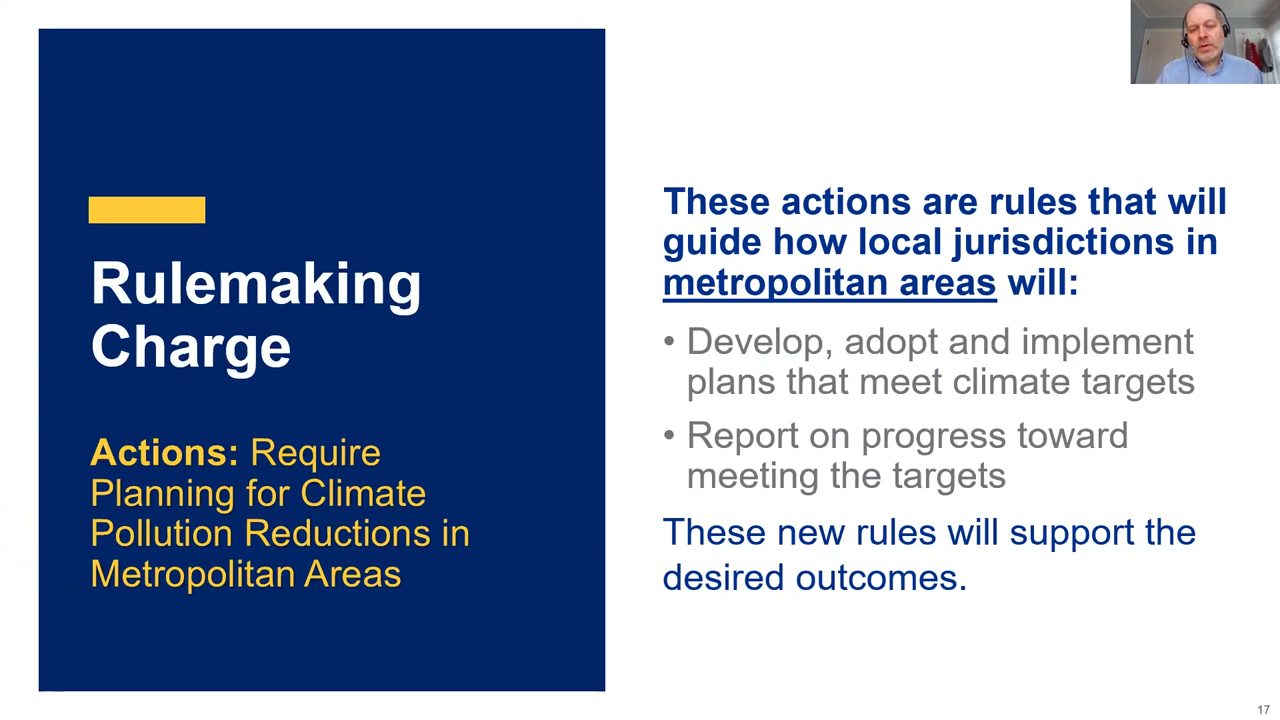 Rulemaking
Charge
Actions: Require
Planning for Climate
Pollution Reductions in
Metropolitan Areas
These actions are rules that will
guide how local jurisdictions in
metropolitan areas will:
• Develop, adopt and implement
plans that meet climate targets
• Report on progress toward
meeting the targets
These new rules will support the
desired outcomes.
17